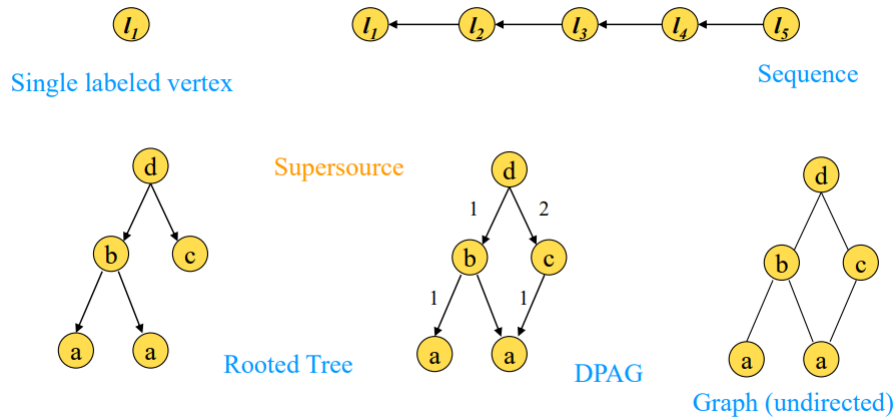 l1 l1 l2 l3 l4 l5
Single labeled vertex Sequence
d Supersource d d
1 2
b c b c b c
1 1
a a a a a a
Rooted Tree DPAG
Graph (undirected)